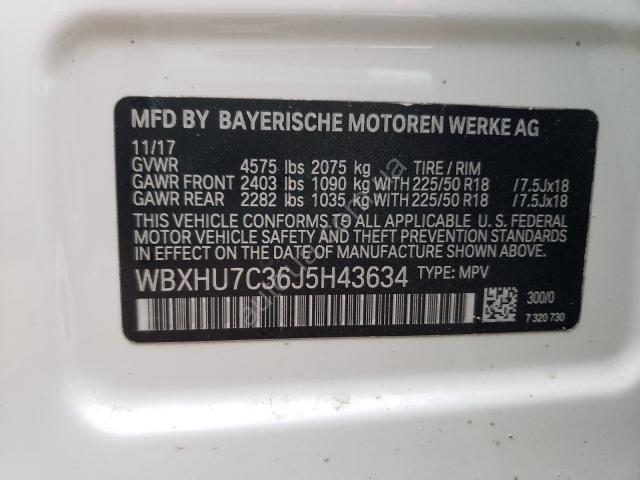 MFD BY BAYERISCHE MOTOREN WERKE AG
11/17
GVWR 4575 lbs 2075 kg TIRE / RIM
GAWR FRONT 2403 lbs 1090 kg WITH 225/50 R18 /7.5Jx18
GAWR REAR 2282 lbs 1035 kg WITH 225/50 R18 /7.5Jx18
THIS VEHICLE CONFORMS TO ALL APPLICABLE U. S. FEDERAL
MOTOR VEHICLE SAFETY, BUMPER, AND THEFT PREVENTION
STANDARDS IN EFFECT ON THE DATE OF MANUFACTURE SHOWN ABOVE.
WBXHU7C36J5H43634 TYPE: MPV
300/0
7 320 730